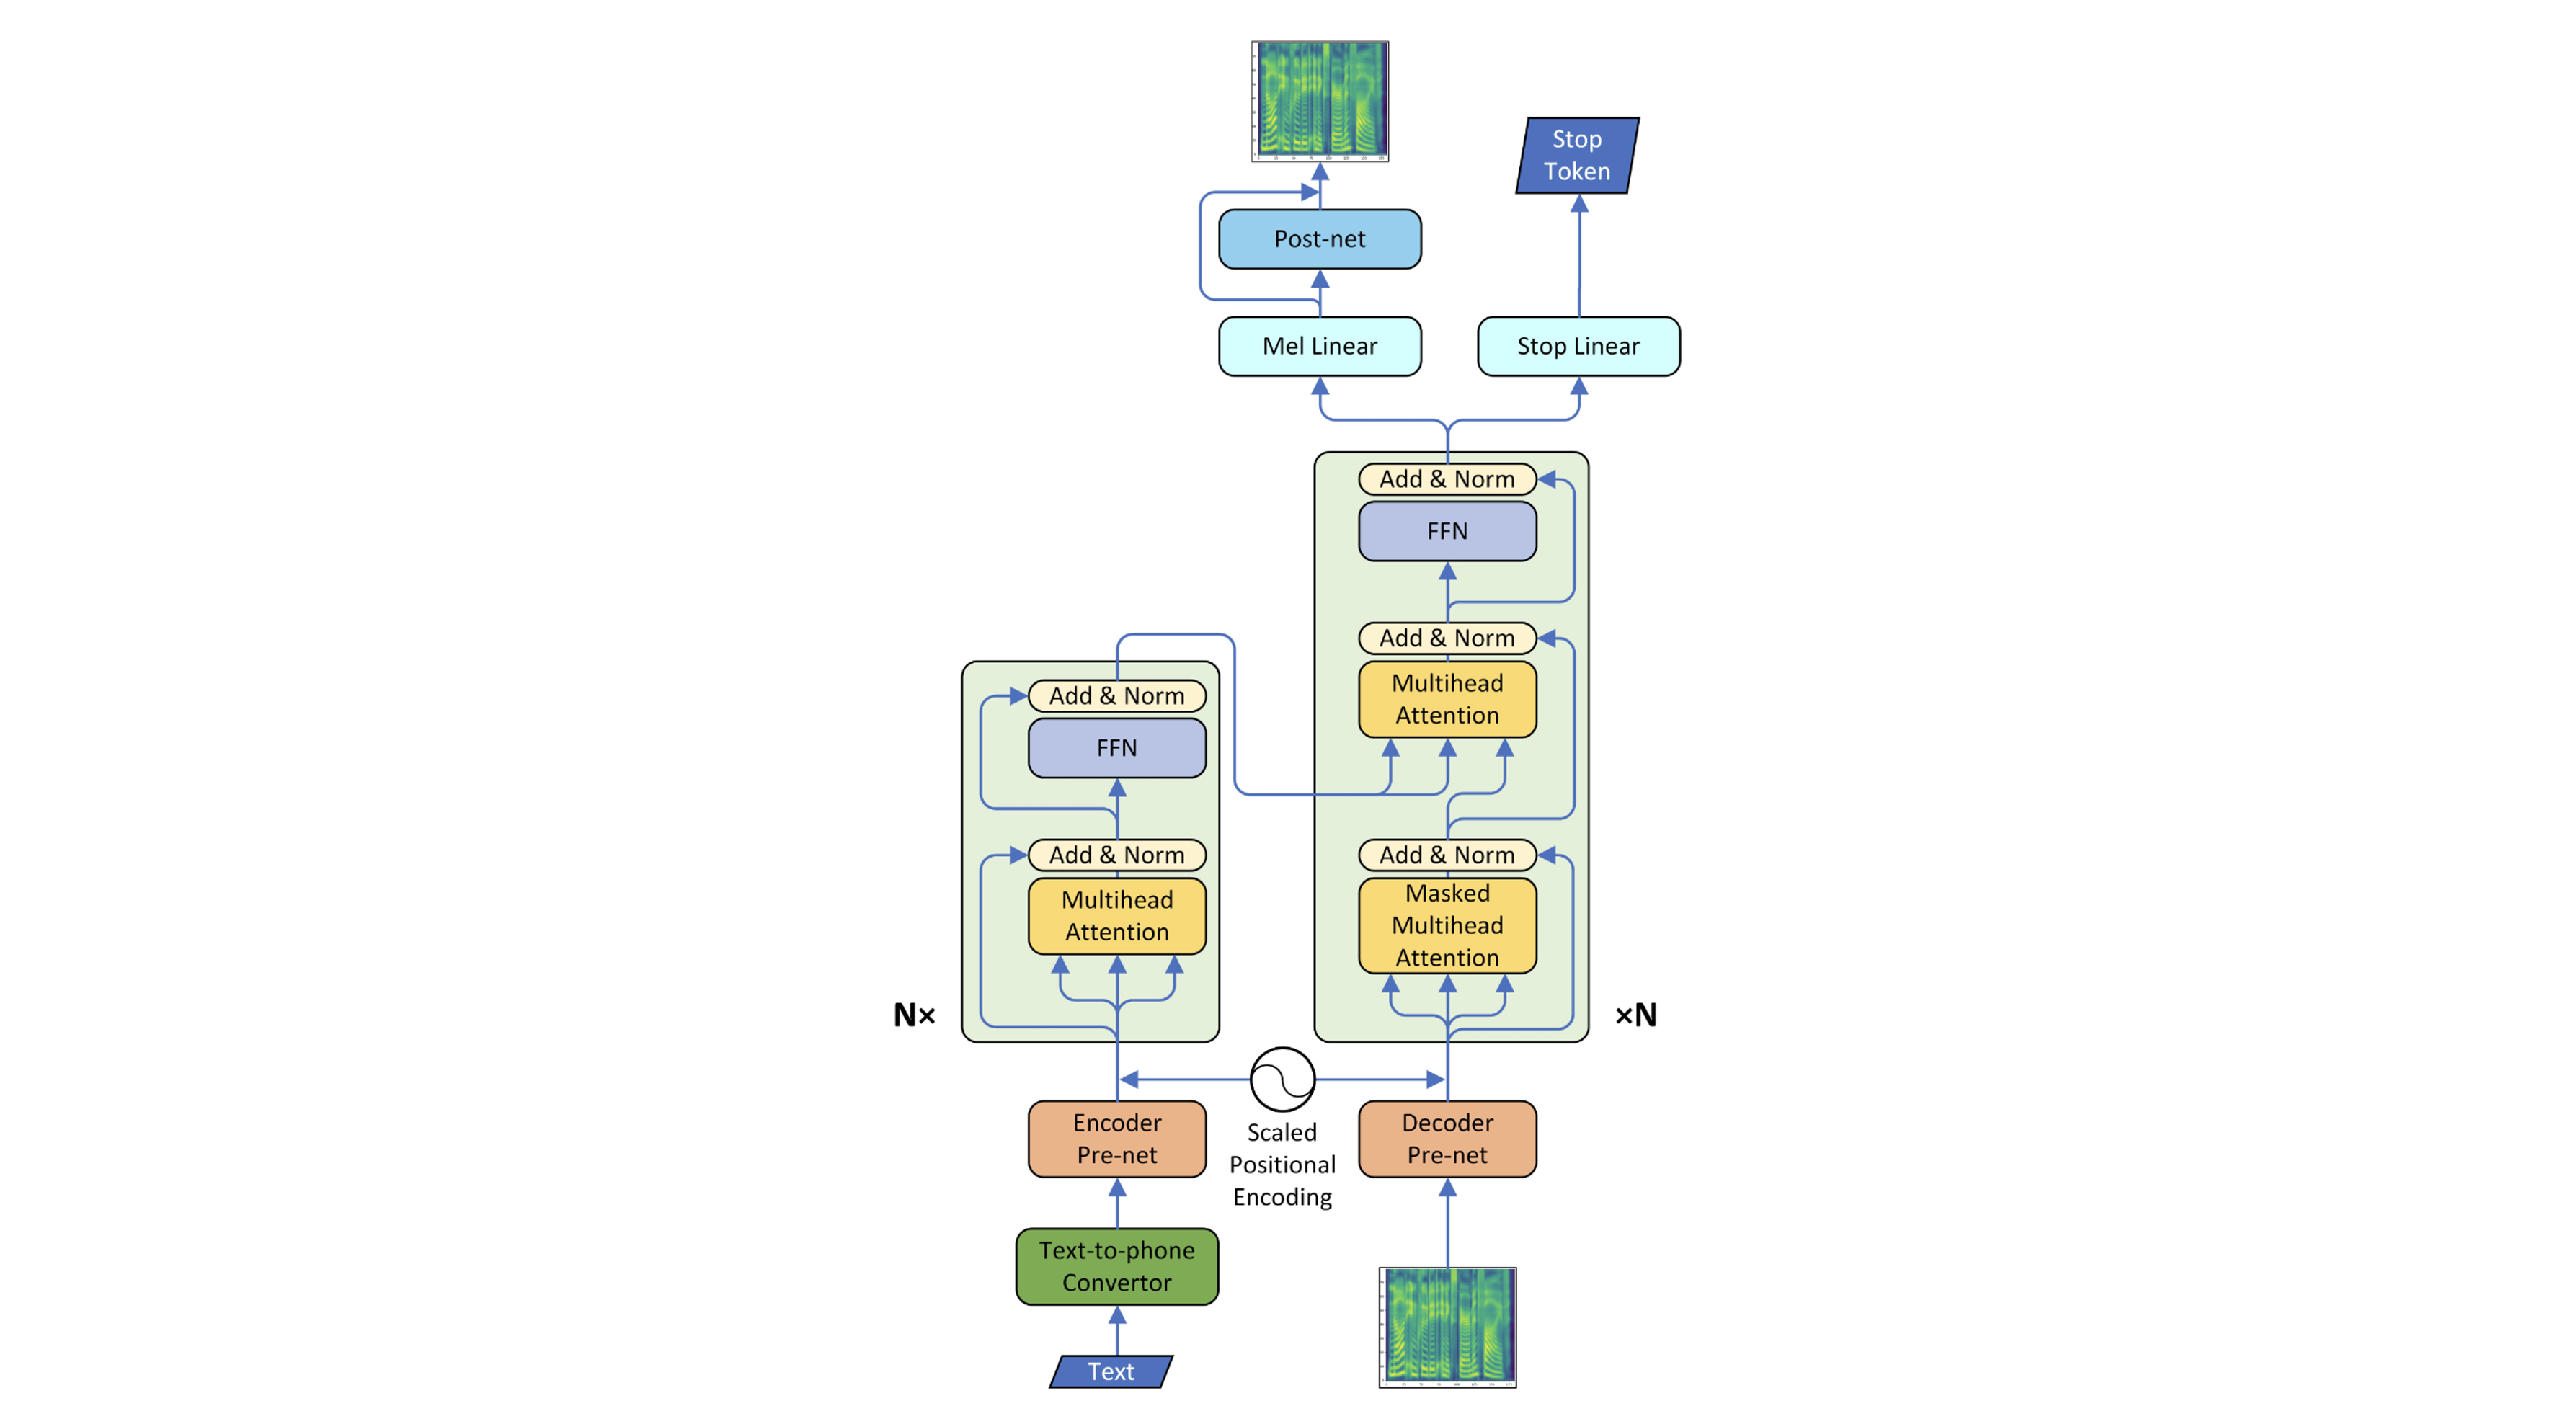 Stop
Token
Post-net
Mel Linear
Stop Linear
Add & Norm
FFN
Add & Norm
Multihead
Attention
Add & Norm
Masked
Multihead
Attention
×N
Add & Norm
FFN
Add & Norm
Multihead
Attention
N×
Encoder
Pre-net
Scaled
Positional
Encoding
Decoder
Pre-net
Text-to-phone
Convertor
Text